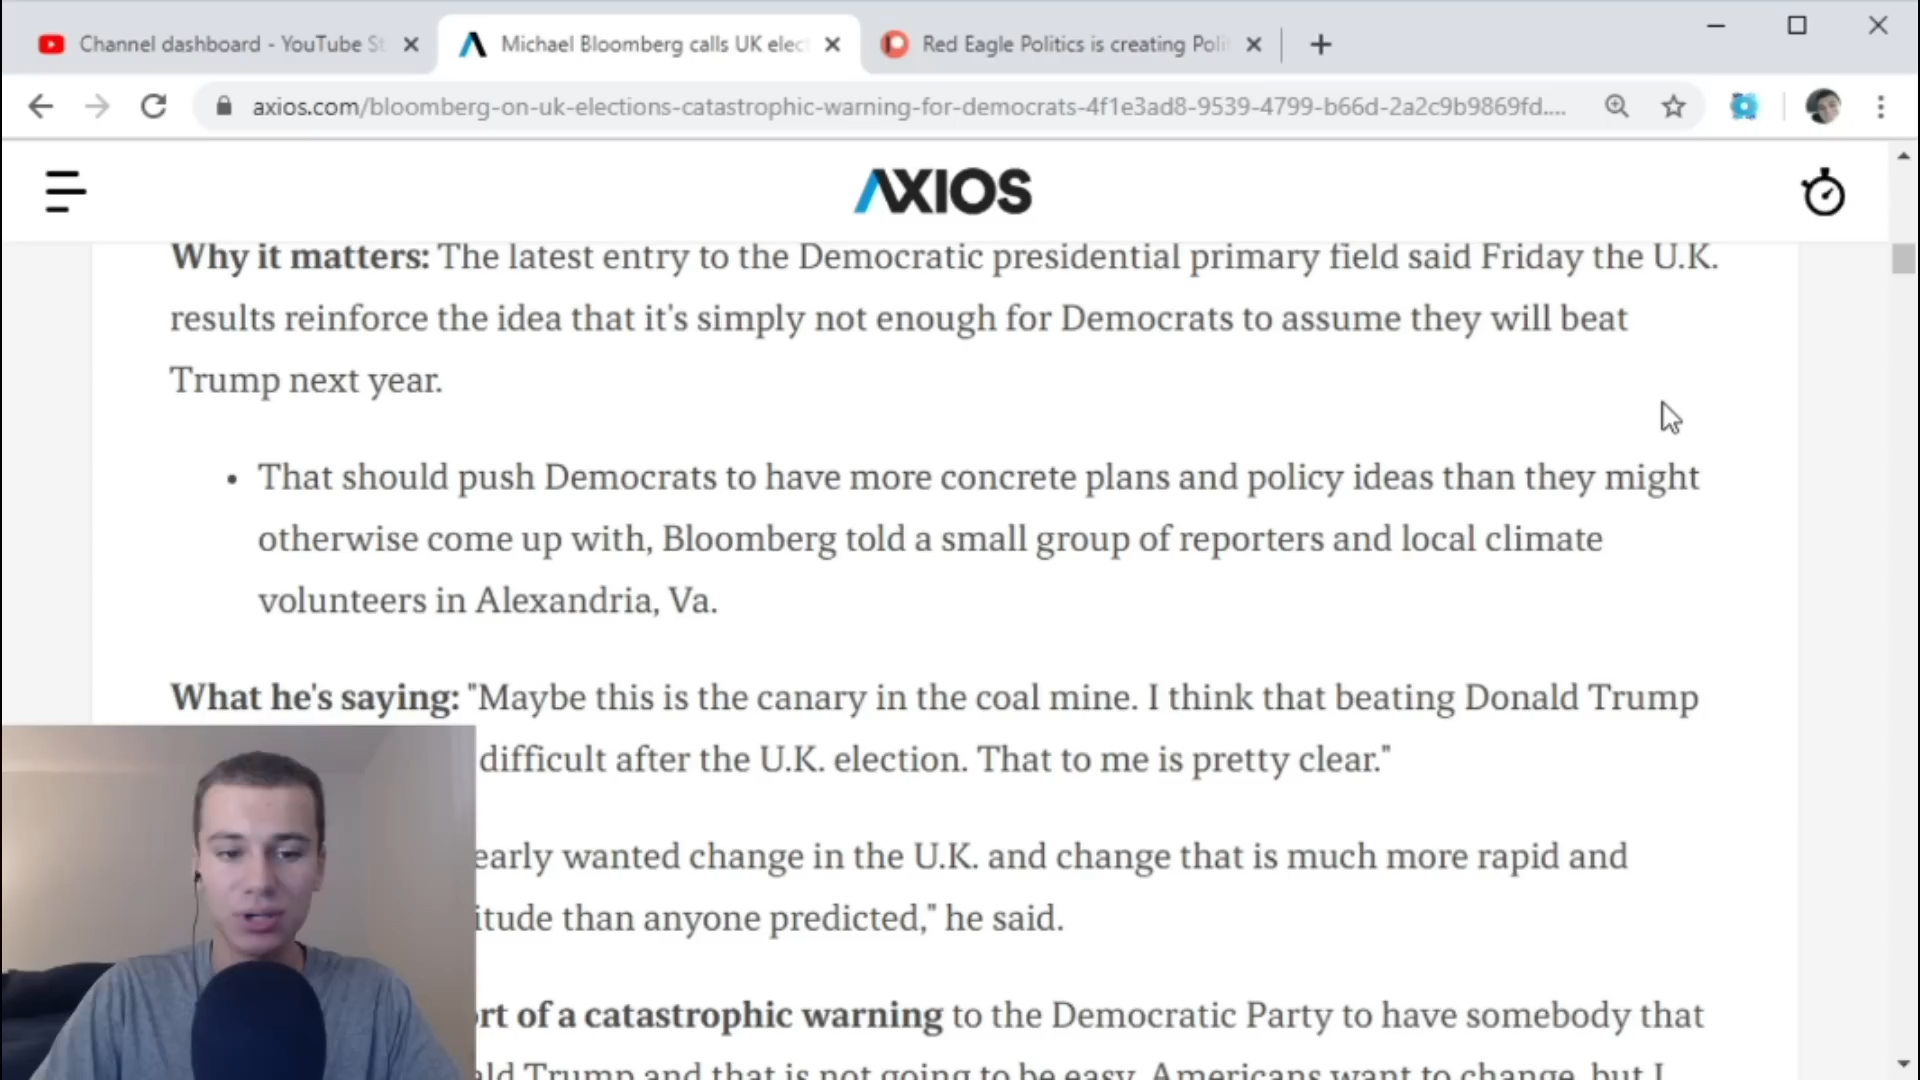 Channel dashboard - YouTube St
Michael Bloomberg calls UK elec
Red Eagle Politics is creating Poli
axios.com/bloomberg-on-uk-elections-catastrophic-warning-for-democrats-4f1e3ad8-9539-4799-b66d-2a2c9b9869fd....
AXIOS
Why it matters: The latest entry to the Democratic presidential primary field said Friday the U.K.
results reinforce the idea that it's simply not enough for Democrats to assume they will beat
Trump next year.
• That should push Democrats to have more concrete plans and policy ideas than they might
otherwise come up with, Bloomberg told a small group of reporters and local climate
volunteers in Alexandria, Va.
What he's saying: "Maybe this is the canary in the coal mine. I think that beating Donald Trump
difficult after the U.K. election. That to me is pretty clear."
early wanted change in the U.K. and change that is much more rapid and
itude than anyone predicted," he said.
rt of a catastrophic warning to the Democratic Party to have somebody that
ald Trump and that is not going to be easy. Americans want to change, but I